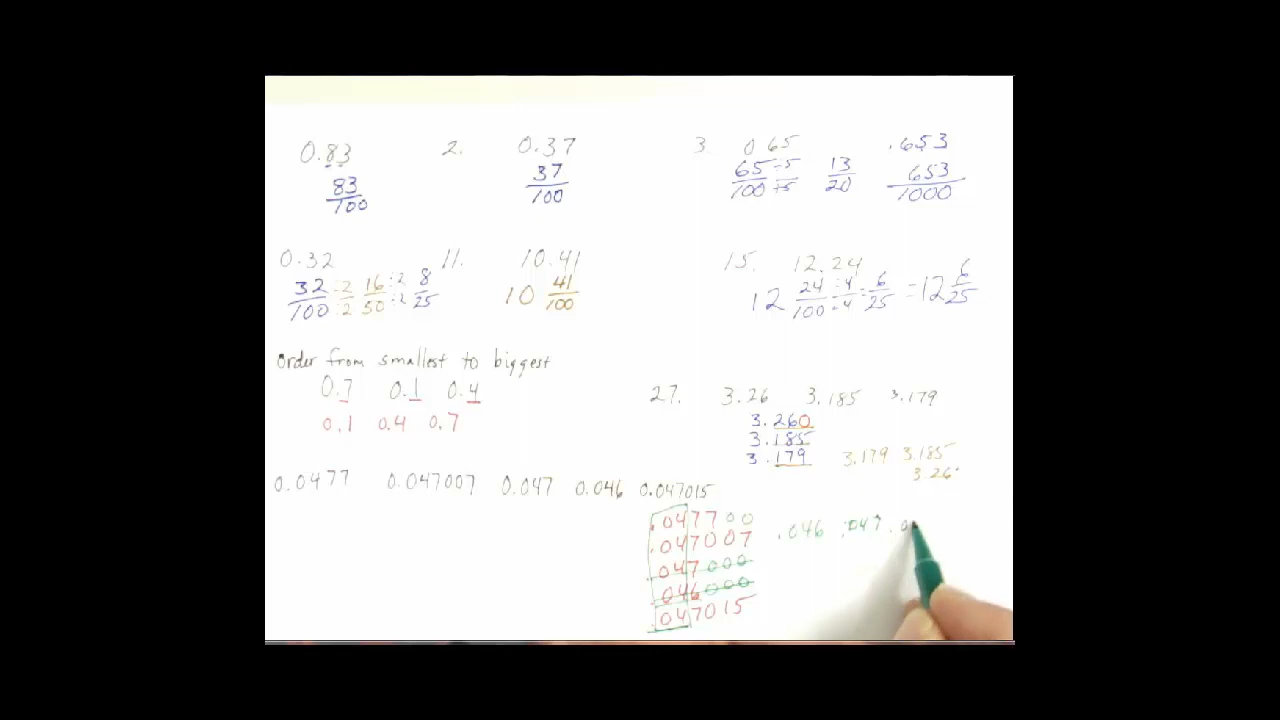 0.83
83
100
2. 0.37
37
100
3 0 65
65 ÷5 13
100 ÷5 20
.653
653
1000
0.32
32 ÷2 16 ÷2 8
100 ÷2 50 ÷2 25
11. 10.41
10 41
100
15. 12.24
12 24 ÷4 = 6 = 12 6
100 ÷4 25 25
Order from smallest to biggest
0.7 0.1 0.4
0.1 0.4 0.7
27. 3.26 3.185 3.179
3.260
3.185
3.179
3.179 3.185
3.26
0.0477 0.047007 0.047 0.046 0.047015
.047700
.047007
.047000
.046000
.047015
.046 .047 .0